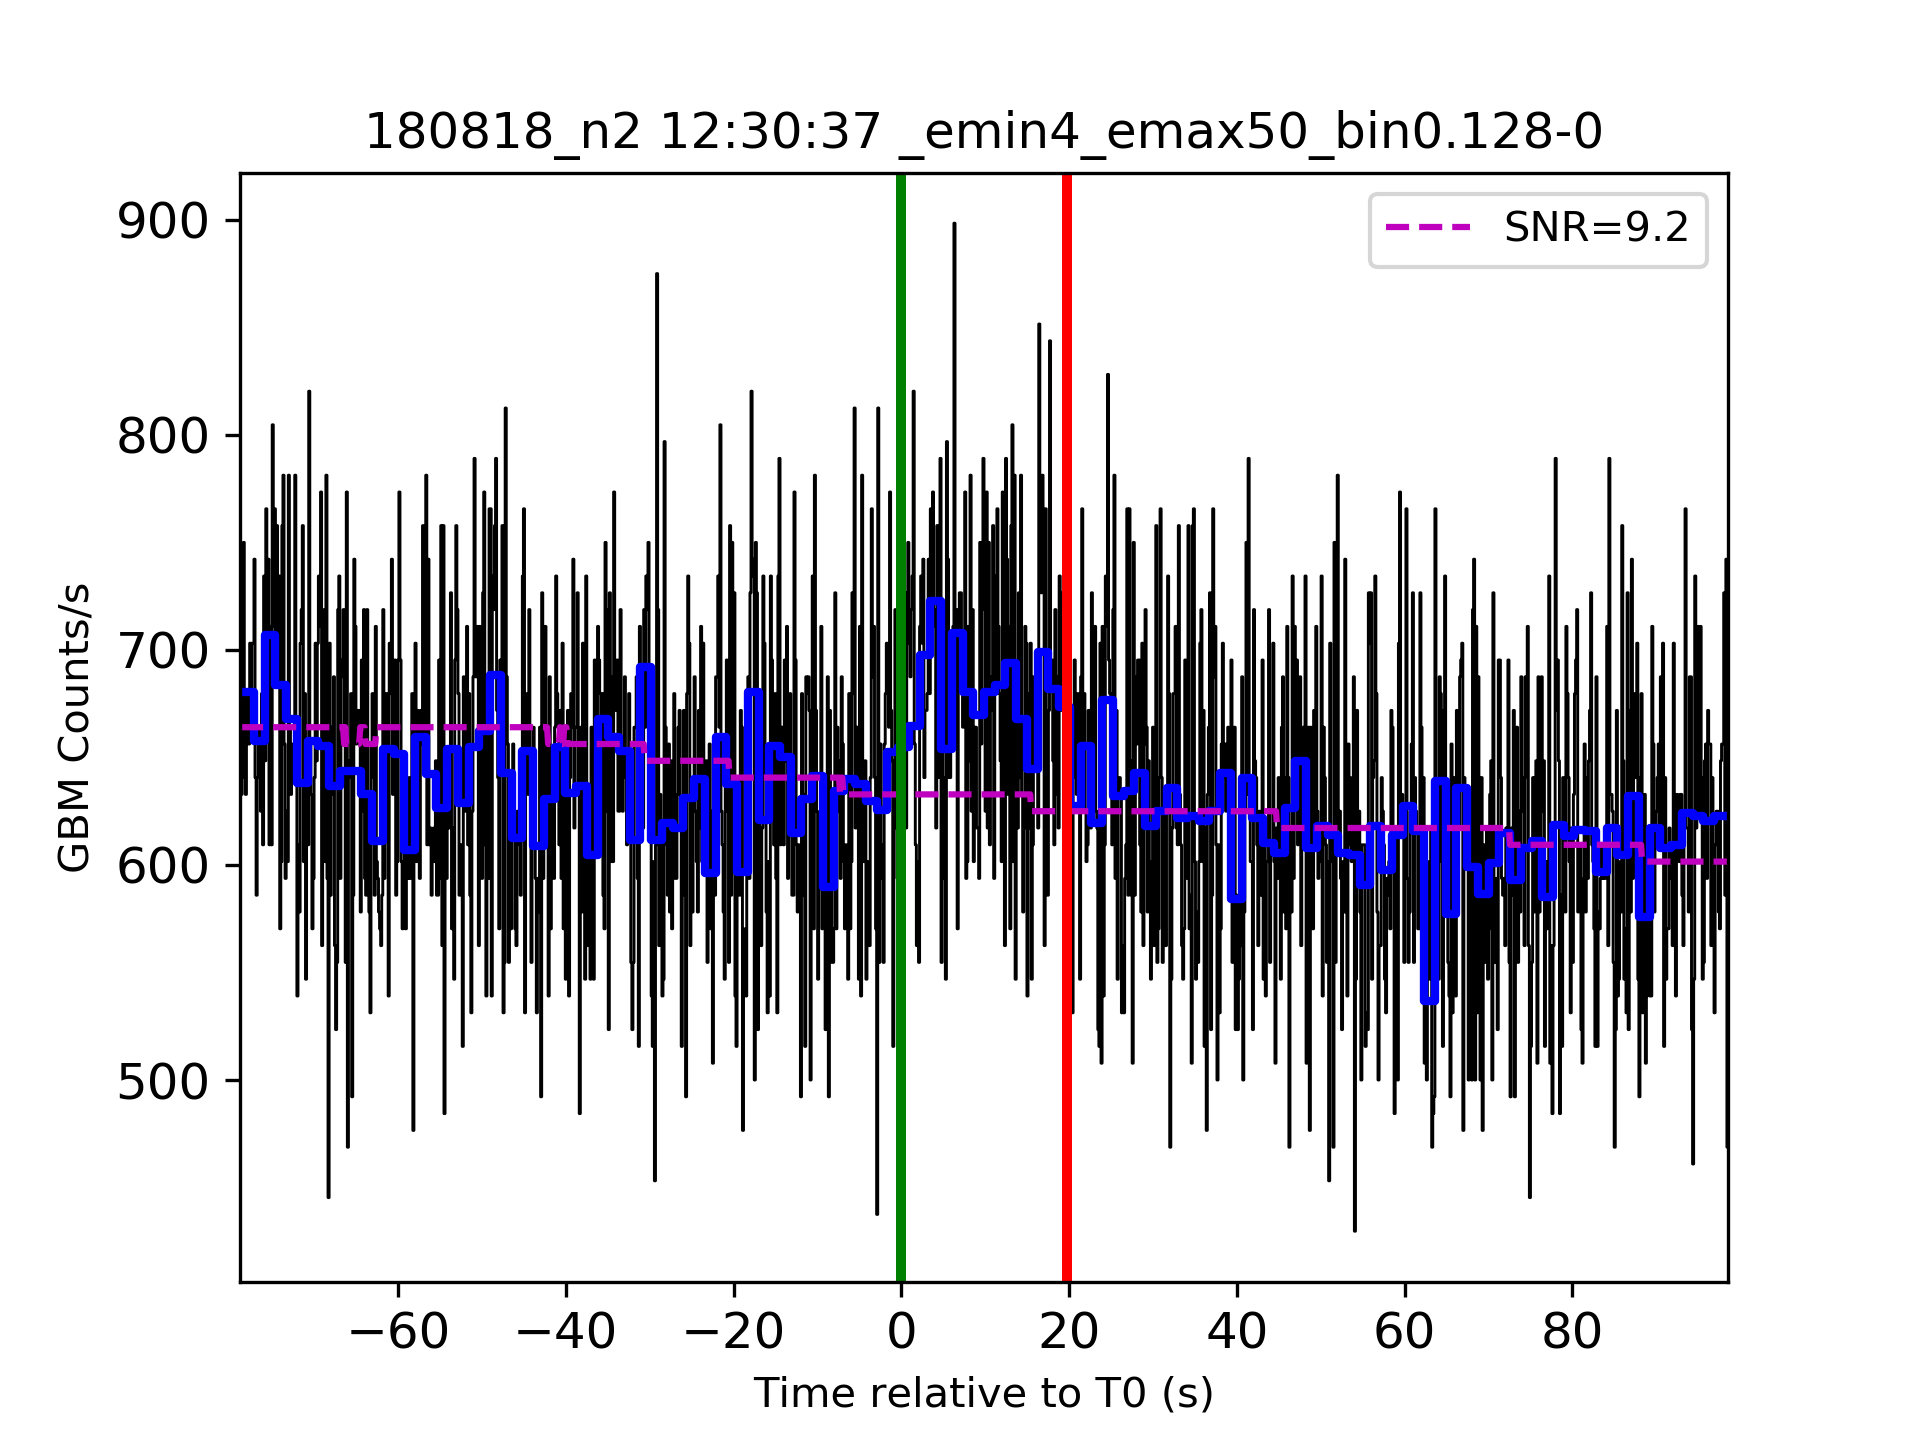 180818_n2 12:30:37 _emin4_emax50_bin0.128-0
SNR=9.2
900
800
700
600
500
GBM Counts/s
−60 −40 −20 0 20 40 60 80
Time relative to T0 (s)